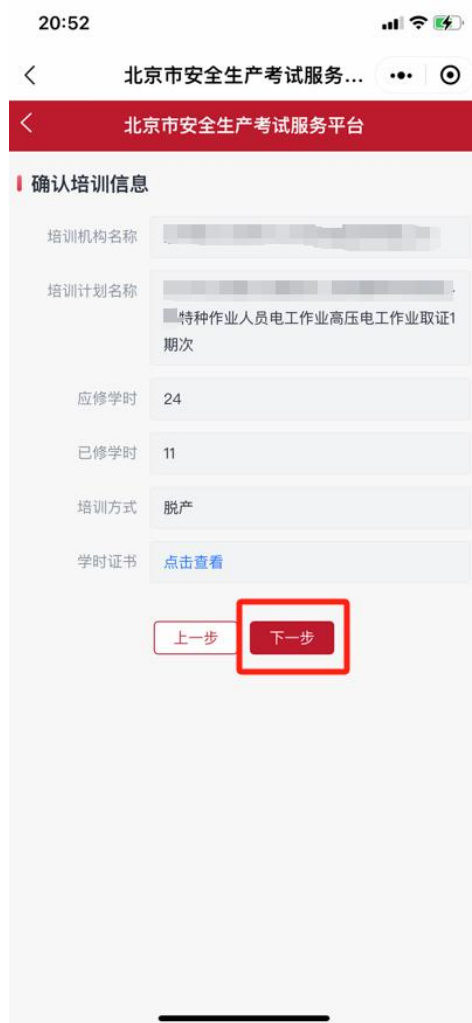 20:52
北京市安全生产考试服务...
北京市安全生产考试服务平台
确认培训信息
培训机构名称
培训计划名称
特种作业人员电工作业高压电工作业取证1
期次
应修学时 24
已修学时 11
培训方式 脱产
学时证书 点击查看
上一步 下一步